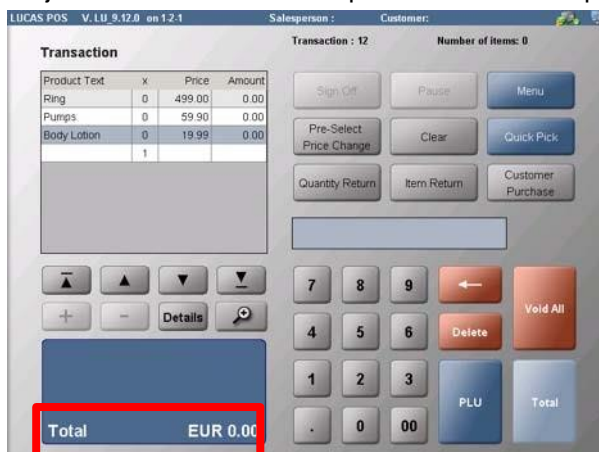 LUCAS POS V. LU_9.12.0 on 1-2-1 Salesperson : Customer:
Transaction : 12 Number of items: 0
Transaction
Product Text x Price Amount
Ring 0 499.00 0.00
Pumps 0 59.90 0.00
Body Lotion 0 19.99 0.00
1
Sign Off Pause Menu
Pre-Select Price Change Clear Quick Pick
Quantity Return Item Return Customer Purchase
+ - Details
7 8 9
Void All
4 5 6 Delete
1 2 3
PLU Total
. 0 00
Total EUR 0.00